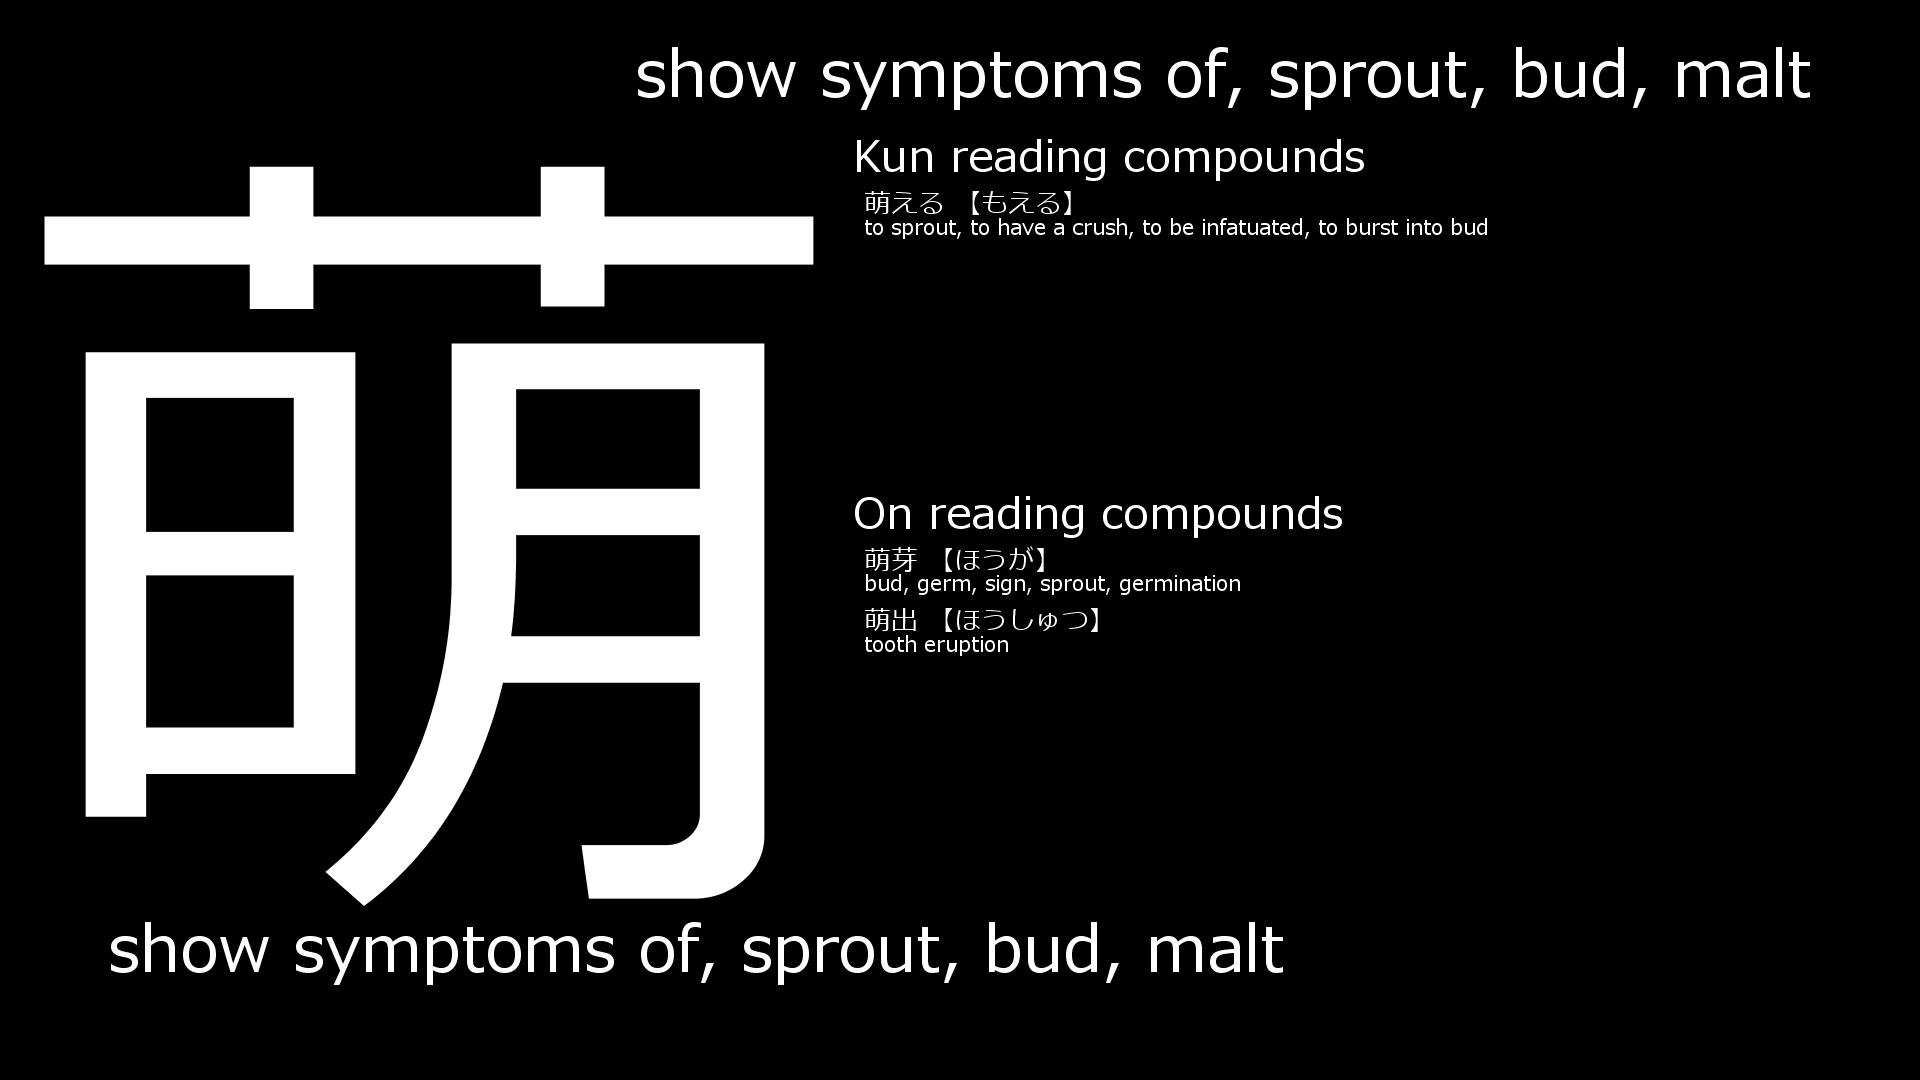 show symptoms of, sprout, bud, malt
萌
Kun reading compounds
萌える 【もえる】
to sprout, to have a crush, to be infatuated, to burst into bud
On reading compounds
萌芽 【ほうが】
bud, germ, sign, sprout, germination
萌出 【ほうしゅつ】
tooth eruption
show symptoms of, sprout, bud, malt